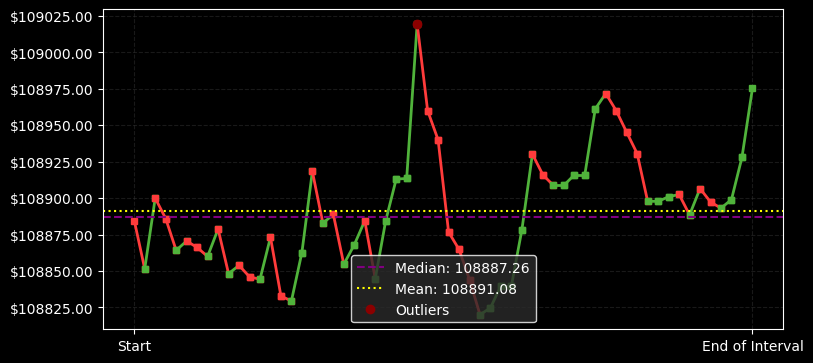 $109025.00
$109000.00
$108975.00
$108950.00
$108925.00
$108900.00
$108875.00
$108850.00
$108825.00
Median: 108887.26
Mean: 108891.08
Outliers
Start
End of Interval